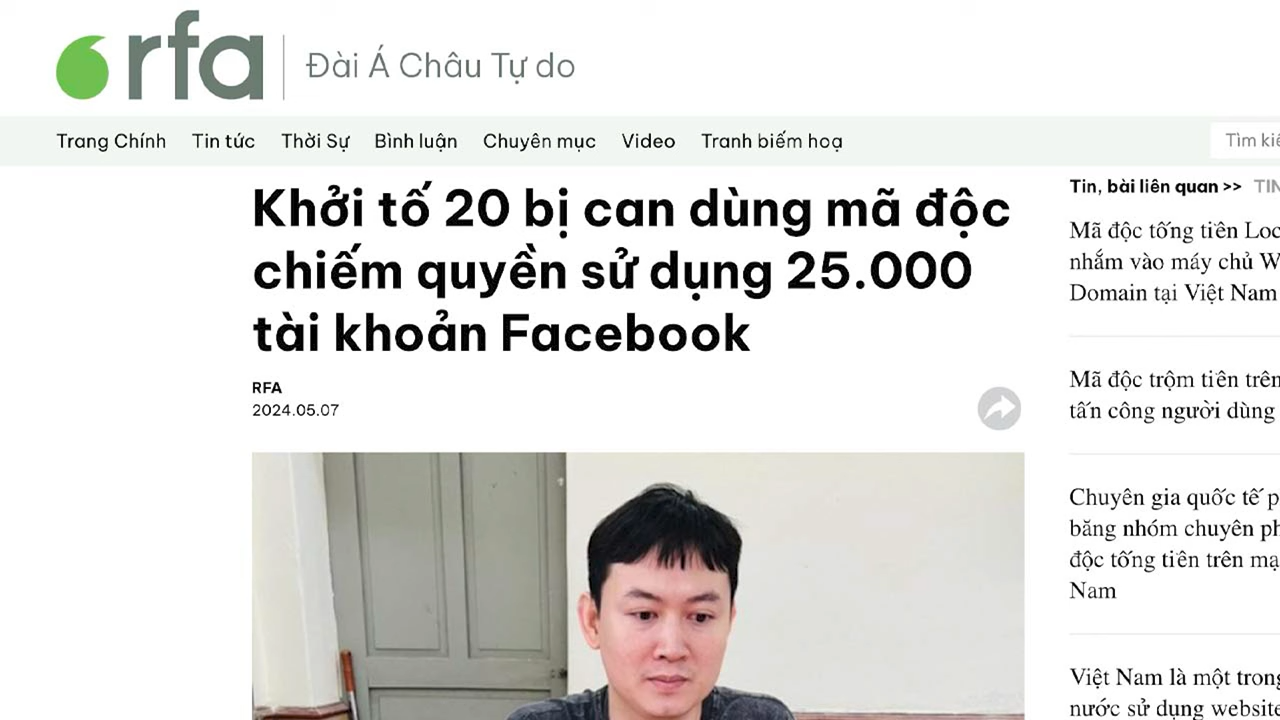 rfa Đài Á Châu Tự do
Trang Chính Tin tức Thời Sự Bình luận Chuyên mục Video Tranh biếm hoạ
Khởi tố 20 bị can dùng mã độc
chiếm quyền sử dụng 25.000
tài khoản Facebook
RFA
2024.05.07
Tin, bài liên quan >>
Mã độc tống tiền
nhắm vào máy chủ
Domain tại Việt Nam
Mã độc trộm tiền trên
tấn công người dùng
Chuyên gia quốc tế
băng nhóm chuyên
độc tống tiền trên
Nam
Việt Nam là một trong
nước sử dụng website